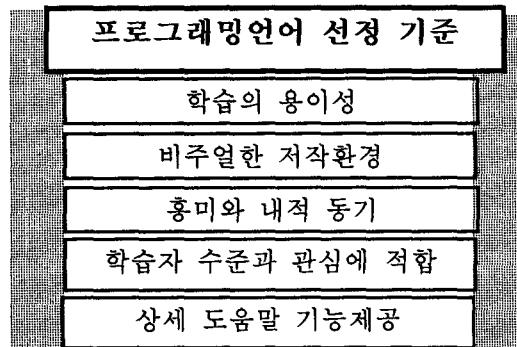 프로그래밍언어 선정 기준
학습의 용이성
비주얼한 저작환경
흥미와 내적 동기
학습자 수준과 관심에 적합
상세 도움말 기능제공